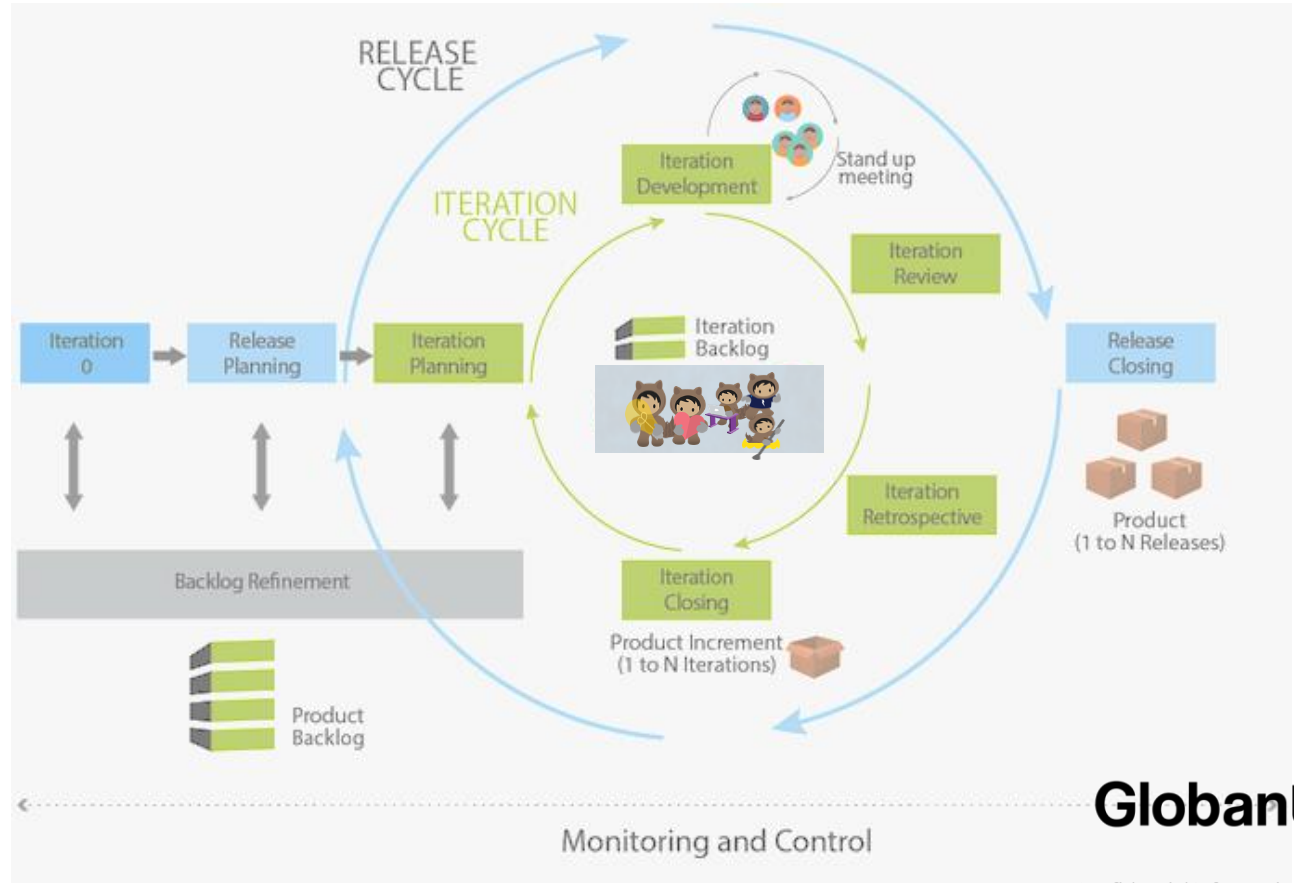 RELEASE
CYCLE
Stand up
meeting
Iteration
Development
ITERATION
CYCLE
Iteration
Review
Iteration
0
Release
Planning
Iteration
Planning
Iteration
Backlog
Release
Closing
Iteration
Retrospective
Product
(1 to N Releases)
Backlog Refinement
Iteration
Closing
Product Increment
(1 to N Iterations)
Product
Backlog
Globant
Monitoring and Control